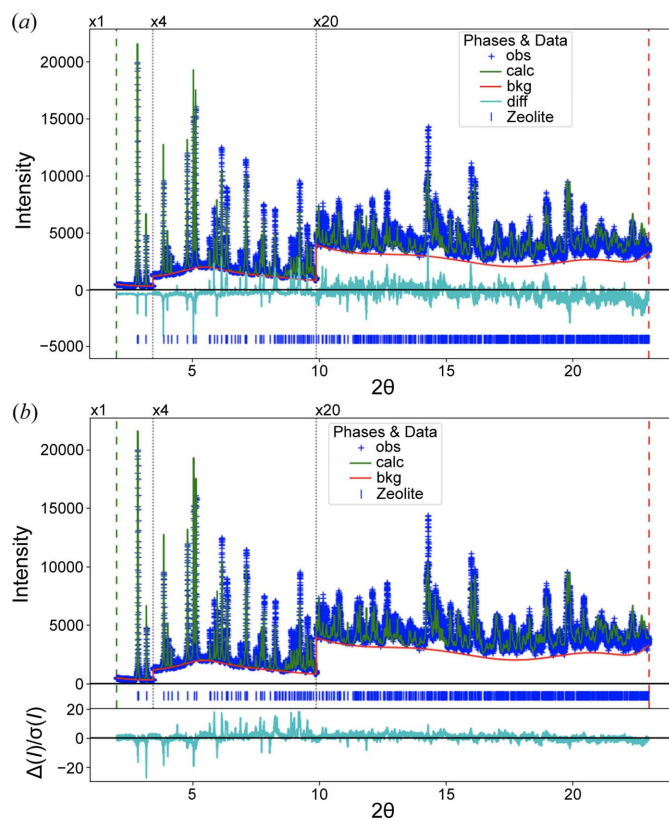 (a)
x1 x4 x20
Phases & Data
obs
calc
bkg
diff
Zeolite
Intensity
20000
15000
10000
5000
0
−5000
5 10 15 20
2θ
(b)
x1 x4 x20
Phases & Data
obs
calc
bkg
Zeolite
Intensity
20000
15000
10000
5000
0
Δ(I)/σ(I)
20
0
−20
5 10 15 20
2θ